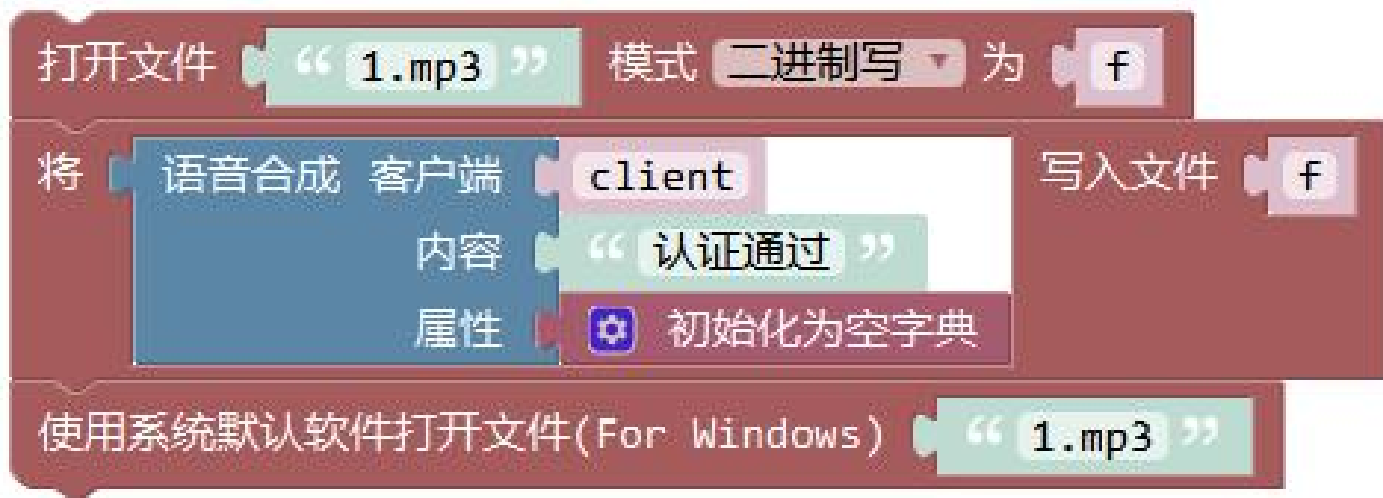 打开文件 “ 1.mp3 ” 模式 二进制写 为 f
将 语音合成 客户端 client 写入文件 f
内容 “ 认证通过 ”
属性 初始化为空字典
使用系统默认软件打开文件(For Windows) “ 1.mp3 ”